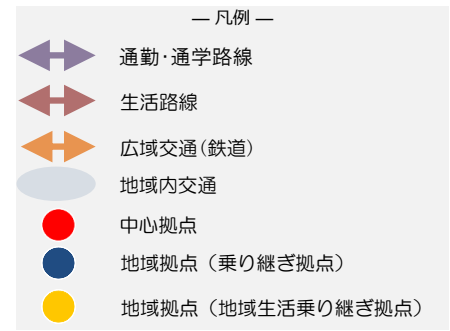 ― 凡例 ―
通勤・通学路線
生活路線
広域交通(鉄道)
地域内交通
中心拠点
地域拠点（乗り継ぎ拠点）
地域拠点（地域生活乗り継ぎ拠点）